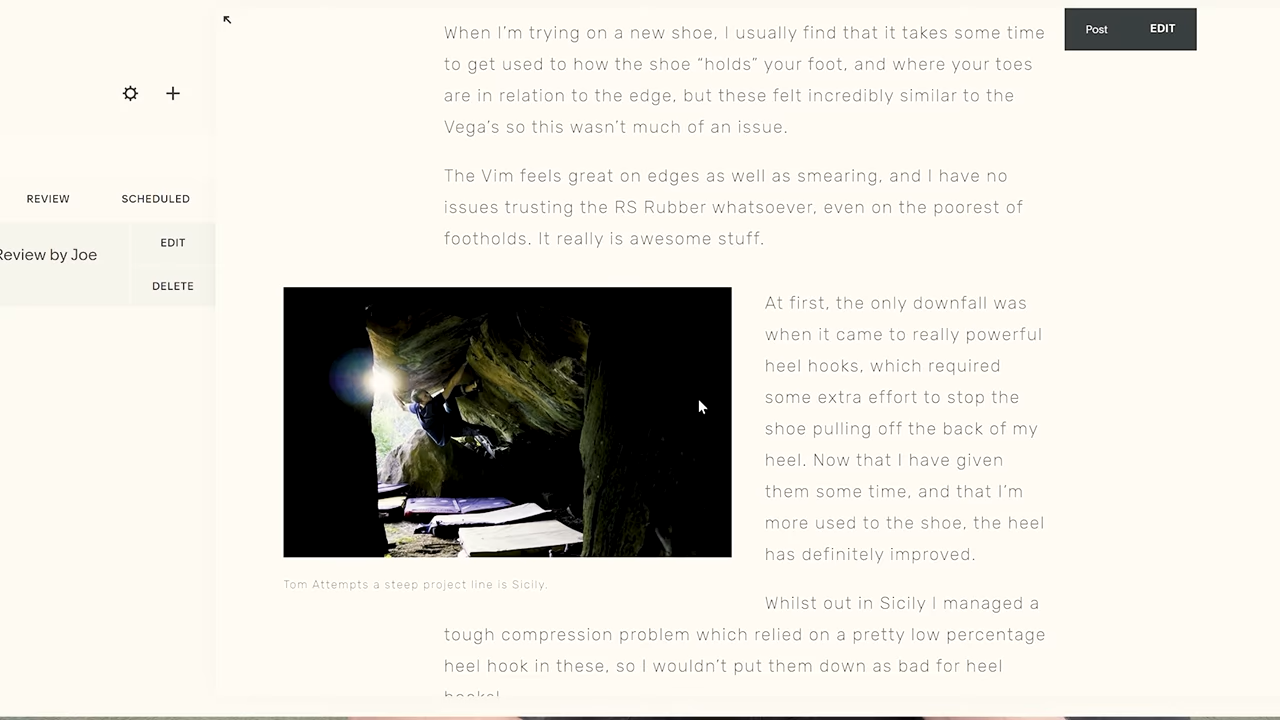 Post
EDIT
REVIEW
SCHEDULED
Review by Joe
EDIT
DELETE
When I'm trying on a new shoe, I usually find that it takes some time
to get used to how the shoe “holds” your foot, and where your toes
are in relation to the edge, but these felt incredibly similar to the
Vega's so this wasn't much of an issue.
The Vim feels great on edges as well as smearing, and I have no
issues trusting the RS Rubber whatsoever, even on the poorest of
footholds. It really is awesome stuff.
At first, the only downfall was
when it came to really powerful
heel hooks, which required
some extra effort to stop the
shoe pulling off the back of my
heel. Now that I have given
them some time, and that I'm
more used to the shoe, the heel
has definitely improved.
Tom Attempts a steep project line is Sicily.
Whilst out in Sicily I managed a
tough compression problem which relied on a pretty low percentage
heel hook in these, so I wouldn't put them down as bad for heel
hooks!